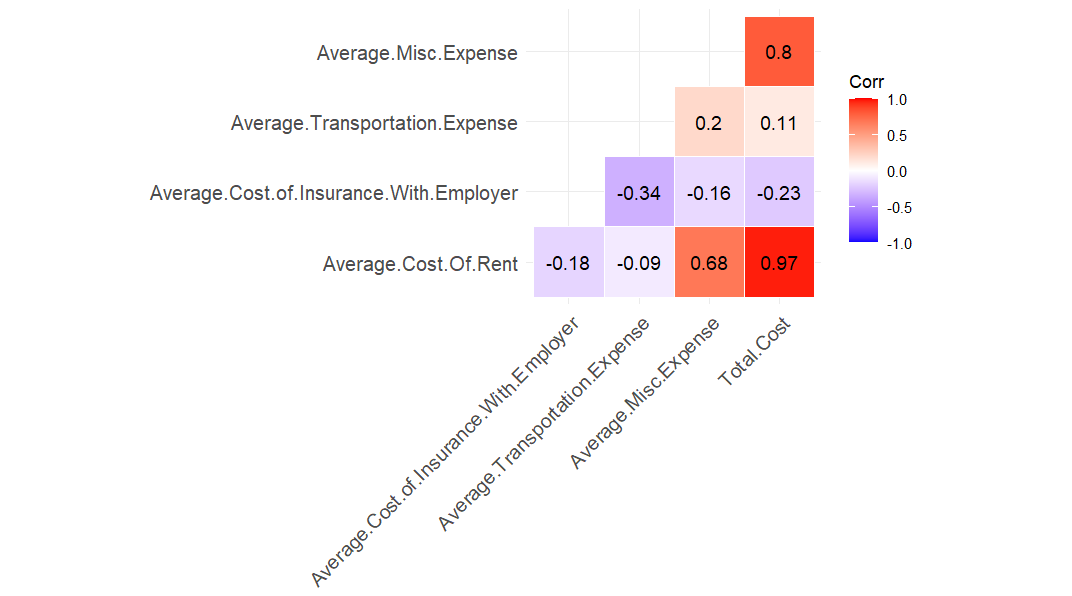 Average.Misc.Expense 0.8
Average.Transportation.Expense 0.2 0.11
Average.Cost.of.Insurance.With.Employer -0.34 -0.16 -0.23
Average.Cost.Of.Rent -0.18 -0.09 0.68 0.97
Average.Cost.of.Insurance.With.Employer
Average.Transportation.Expense
Average.Misc.Expense
Total.Cost
Corr
1.0
0.5
0.0
-0.5
-1.0